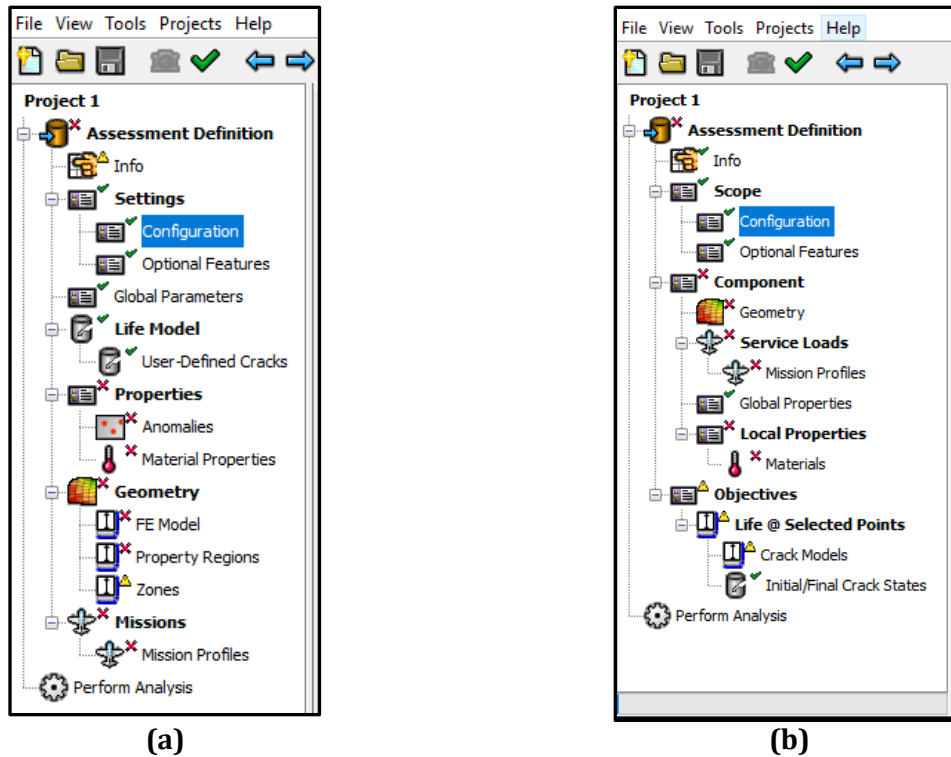 File View Tools Projects Help
Project 1
Assessment Definition
Info
Settings
Configuration
Optional Features
Global Parameters
Life Model
User-Defined Cracks
Properties
Anomalies
Material Properties
Geometry
FE Model
Property Regions
Zones
Missions
Mission Profiles
Perform Analysis
(a)
File View Tools Projects Help
Project 1
Assessment Definition
Info
Scope
Configuration
Optional Features
Component
Geometry
Service Loads
Mission Profiles
Global Properties
Local Properties
Materials
Objectives
Life @ Selected Points
Crack Models
Initial/Final Crack States
Perform Analysis
(b)